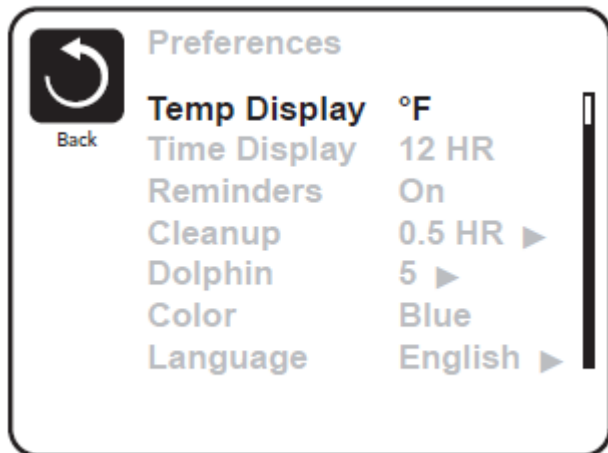 Preferences
Back
Temp Display °F
Time Display 12 HR
Reminders On
Cleanup 0.5 HR ▶
Dolphin 5 ▶
Color Blue
Language English ▶